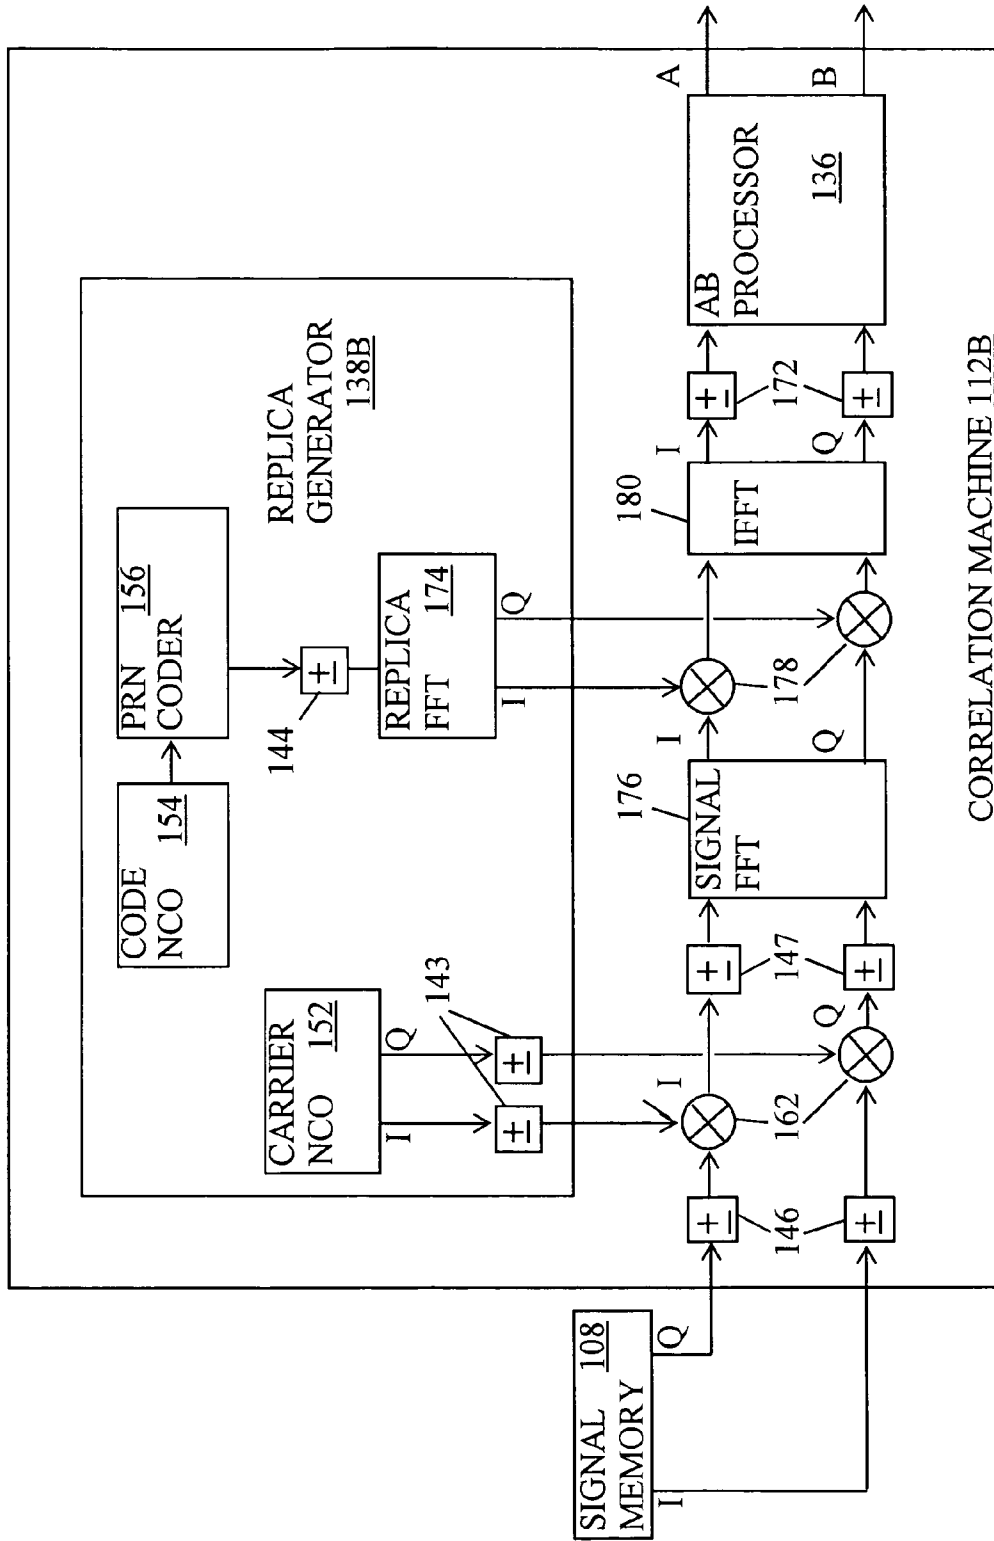 CODE
NCO 154
PRN 156
CODER
CARRIER
NCO 152
I
Q
143
144
REPLICA
FFT 174
I
Q
REPLICA
GENERATOR
138B
SIGNAL 108
MEMORY
I
Q
±
±
146
±
±
I
162
Q
±
±
147
±
176
SIGNAL
FFT
I
Q
178
180
IFFT
I
Q
±
±
172
AB
PROCESSOR
136
A
B
CORRELATION MACHINE 112B